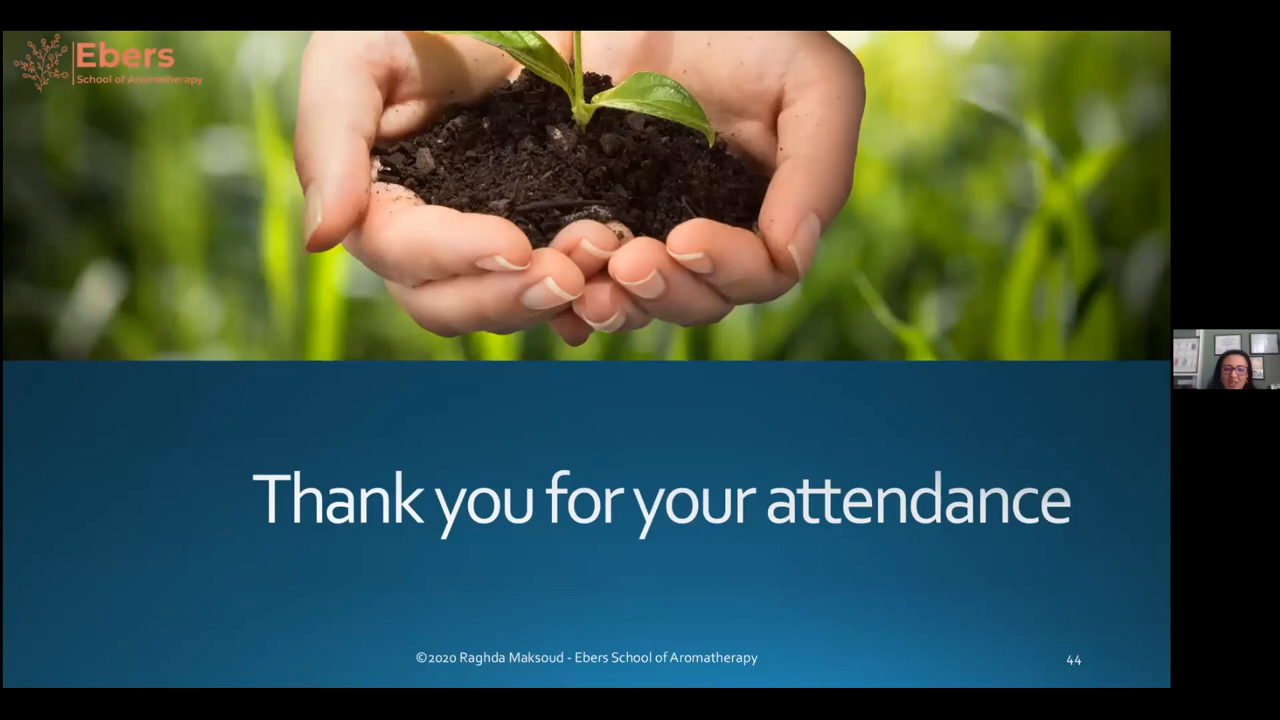 Ebers
School of Aromatherapy
Thank you for your attendance
©2020 Raghda Maksoud - Ebers School of Aromatherapy
44